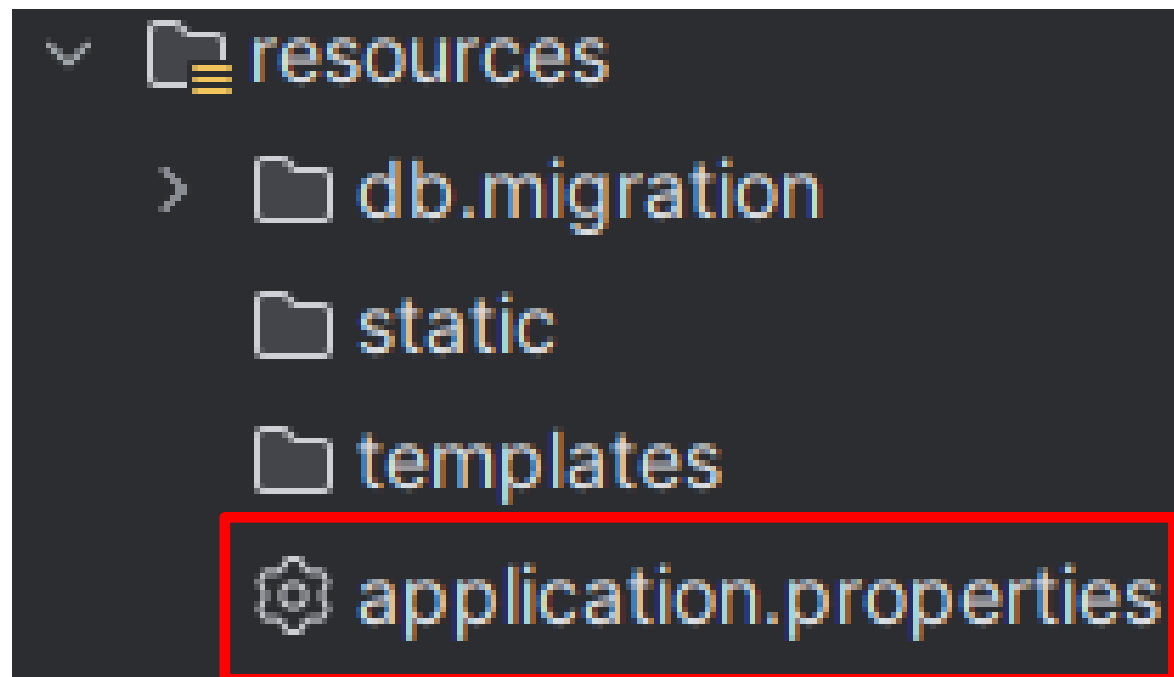 resources
db.migration
static
templates
application.properties